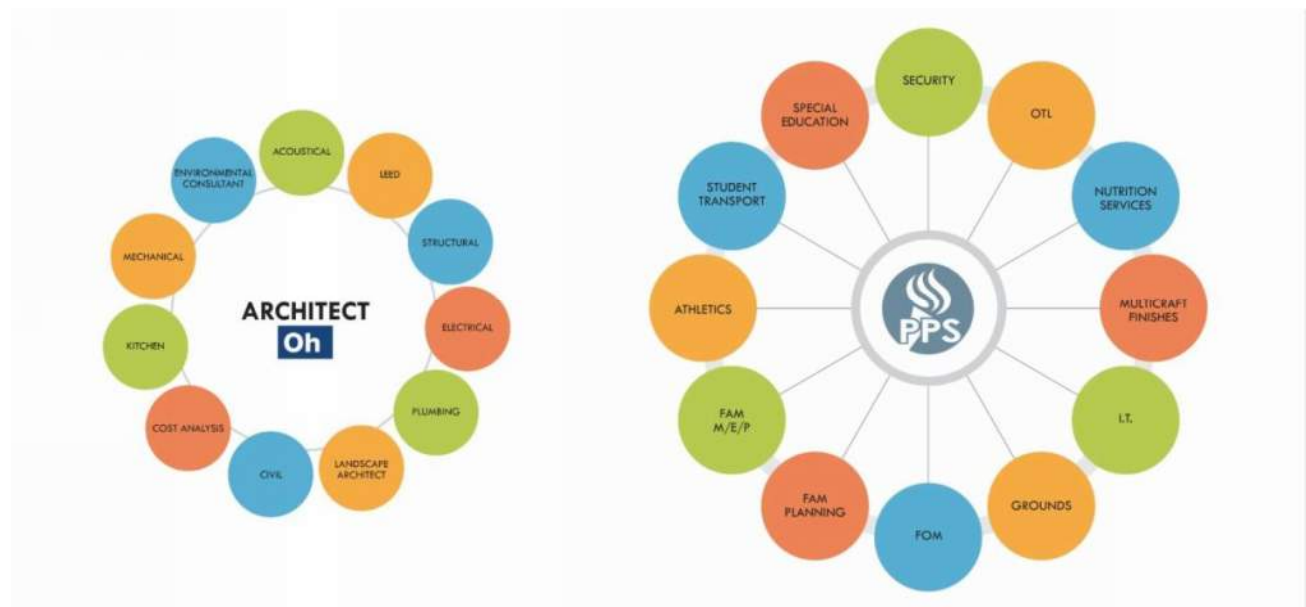 ACOUSTICAL
LEED
STRUCTURAL
ELECTRICAL
PLUMBING
LANDSCAPE
ARCHITECT
CIVIL
COST ANALYSIS
KITCHEN
MECHANICAL
ENVIRONMENTAL
CONSULTANT
ARCHITECT
Oh
SECURITY
OTL
NUTRITION
SERVICES
MULTICRAFT
FINISHES
I.T.
GROUNDS
FOM
FAM
PLANNING
FAM
M/E/P
ATHLETICS
STUDENT
TRANSPORT
SPECIAL
EDUCATION
PPS